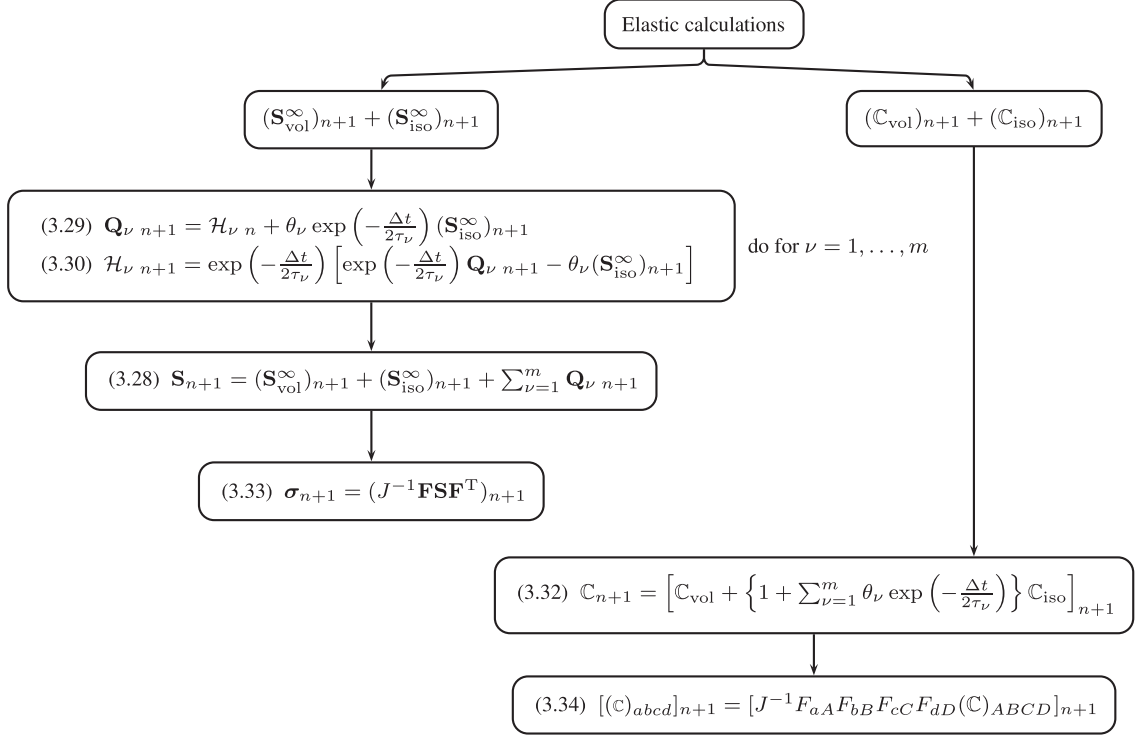 Elastic calculations
(𝐒^∞_vol)_{n+1} + (𝐒^∞_iso)_{n+1}
(ℂ_vol)_{n+1} + (ℂ_iso)_{n+1}
(3.29) 𝐐_{ν n+1} = ℋ_{ν n} + θ_ν exp(−Δt/2τ_ν) (𝐒^∞_iso)_{n+1}
(3.30) ℋ_{ν n+1} = exp(−Δt/2τ_ν) [exp(−Δt/2τ_ν) 𝐐_{ν n+1} − θ_ν(𝐒^∞_iso)_{n+1}]
do for ν = 1, . . . , m
(3.28) 𝐒_{n+1} = (𝐒^∞_vol)_{n+1} + (𝐒^∞_iso)_{n+1} + ∑^m_{ν=1} 𝐐_{ν n+1}
(3.33) 𝛔_{n+1} = (J^{−1}𝐅𝐒𝐅^T)_{n+1}
(3.32) ℂ_{n+1} = [ℂ_vol + {1 + ∑^m_{ν=1} θ_ν exp(−Δt/2τ_ν)} ℂ_iso]_{n+1}
(3.34) [(𝕔)_{abcd}]_{n+1} = [J^{−1}F_{aA}F_{bB}F_{cC}F_{dD}(ℂ)_{ABCD}]_{n+1}